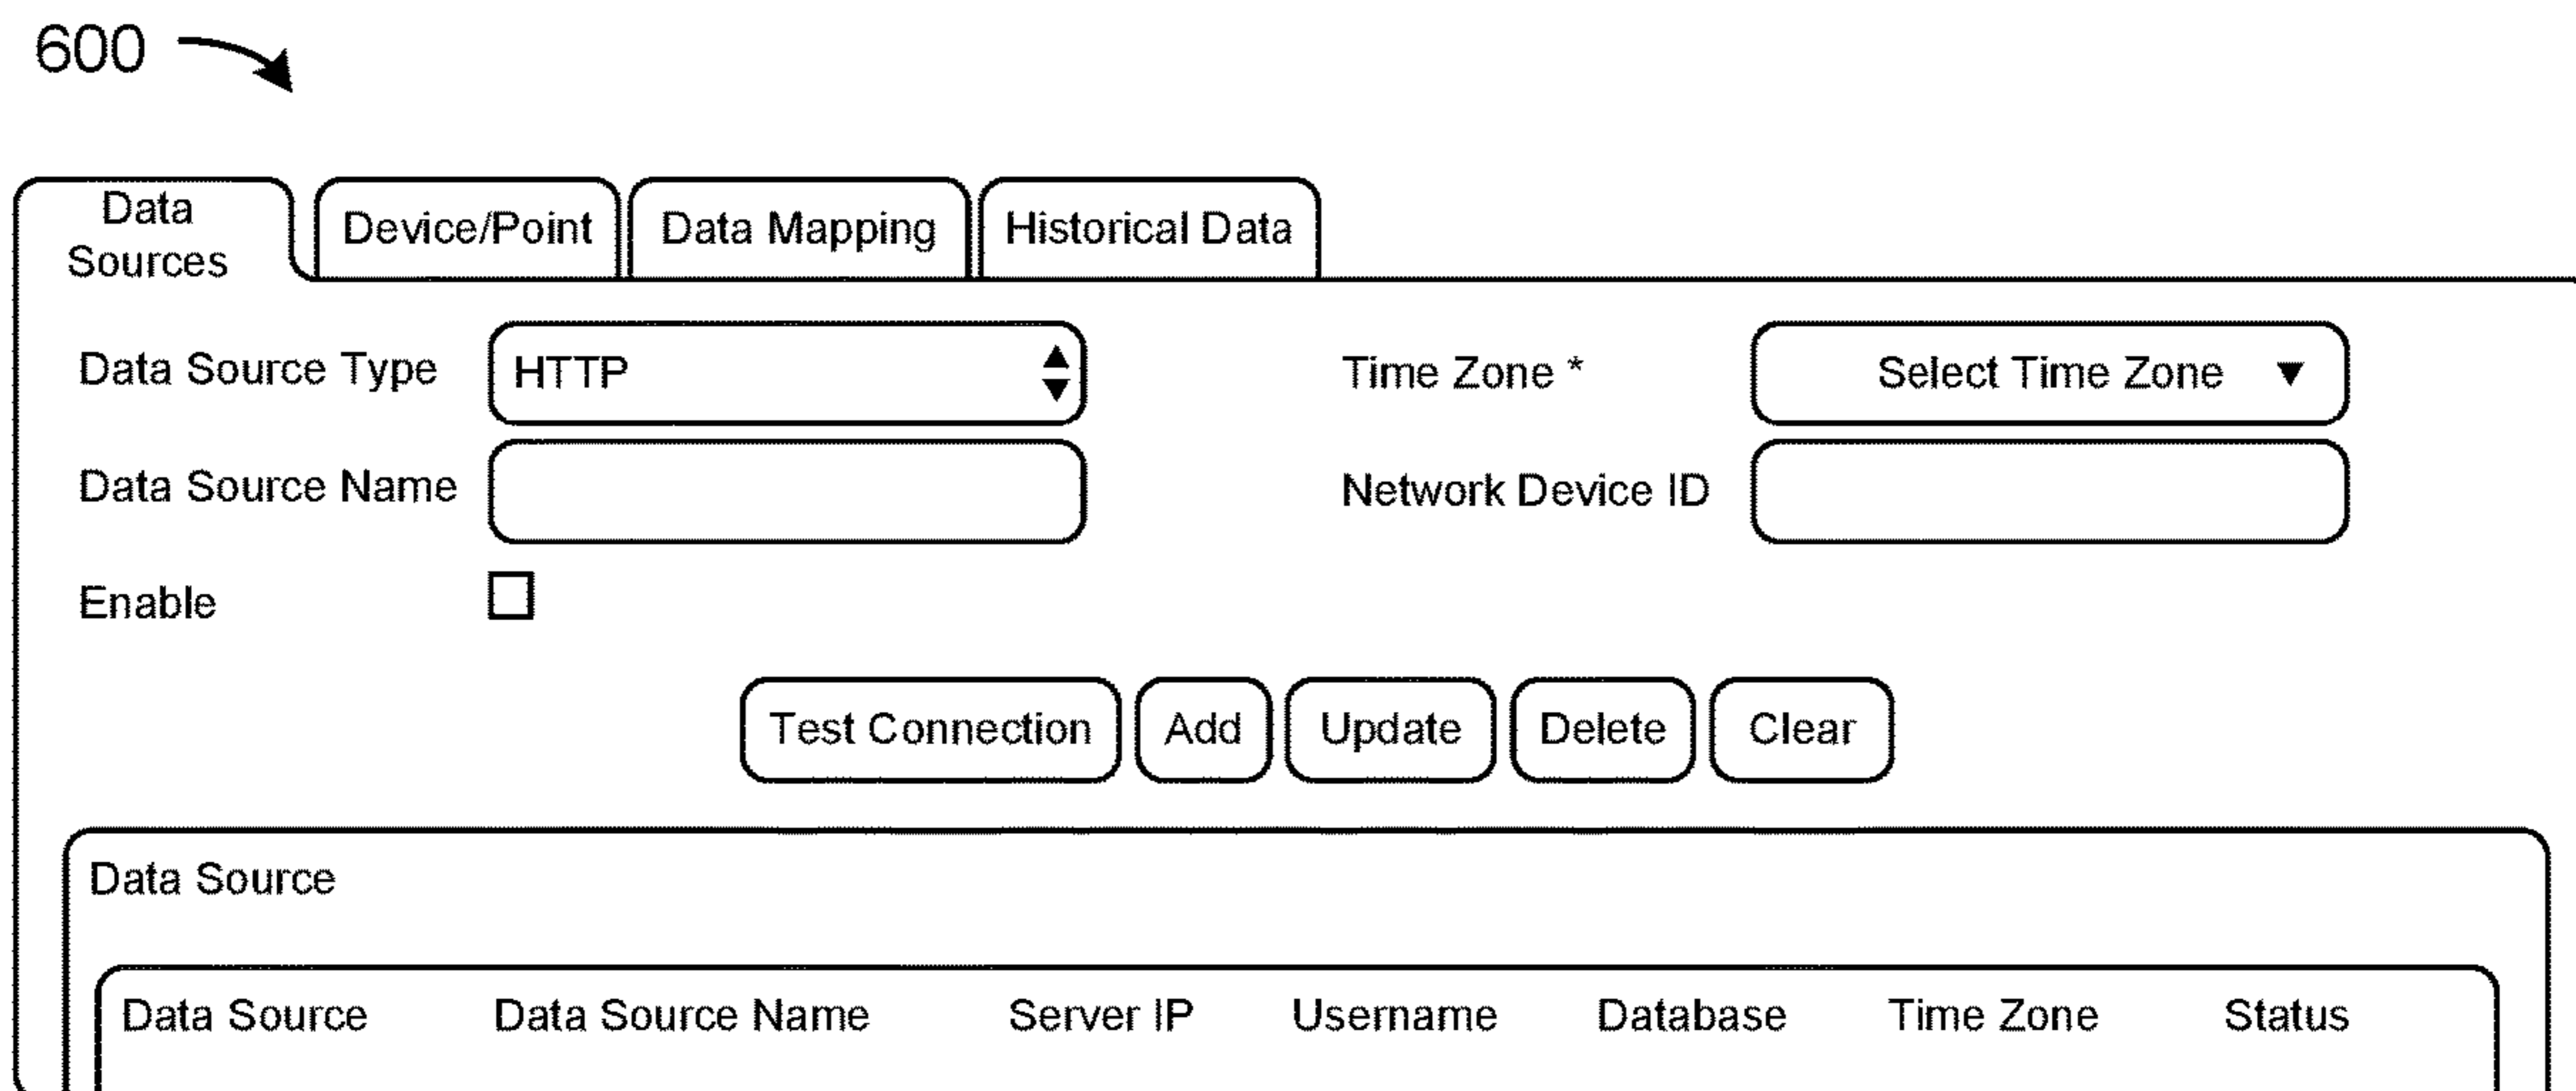 600
Data Sources
Device/Point
Data Mapping
Historical Data
Data Source Type
HTTP
Time Zone *
Select Time Zone
Data Source Name
Network Device ID
Enable
Test Connection
Add
Update
Delete
Clear
Data Source
Data Source
Data Source Name
Server IP
Username
Database
Time Zone
Status